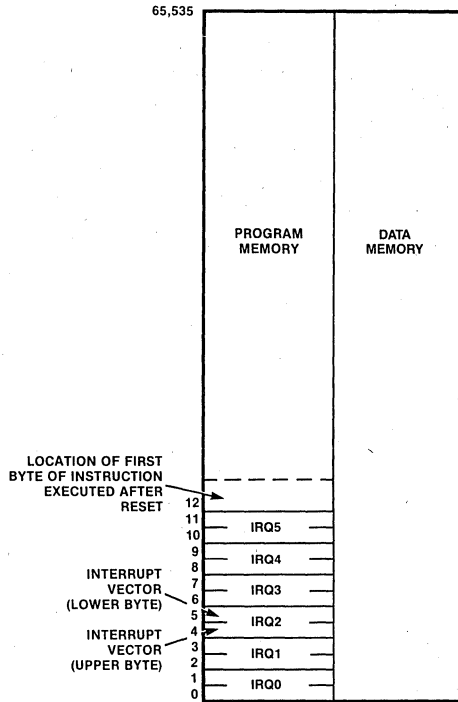 65,535
PROGRAM
MEMORY
DATA
MEMORY
LOCATION OF FIRST
BYTE OF INSTRUCTION
EXECUTED AFTER
RESET
12
11
10
IRQ5
9
8
IRQ4
7
6
IRQ3
INTERRUPT
VECTOR
(LOWER BYTE)
5
4
IRQ2
INTERRUPT
VECTOR
(UPPER BYTE)
3
2
IRQ1
1
0
IRQ0